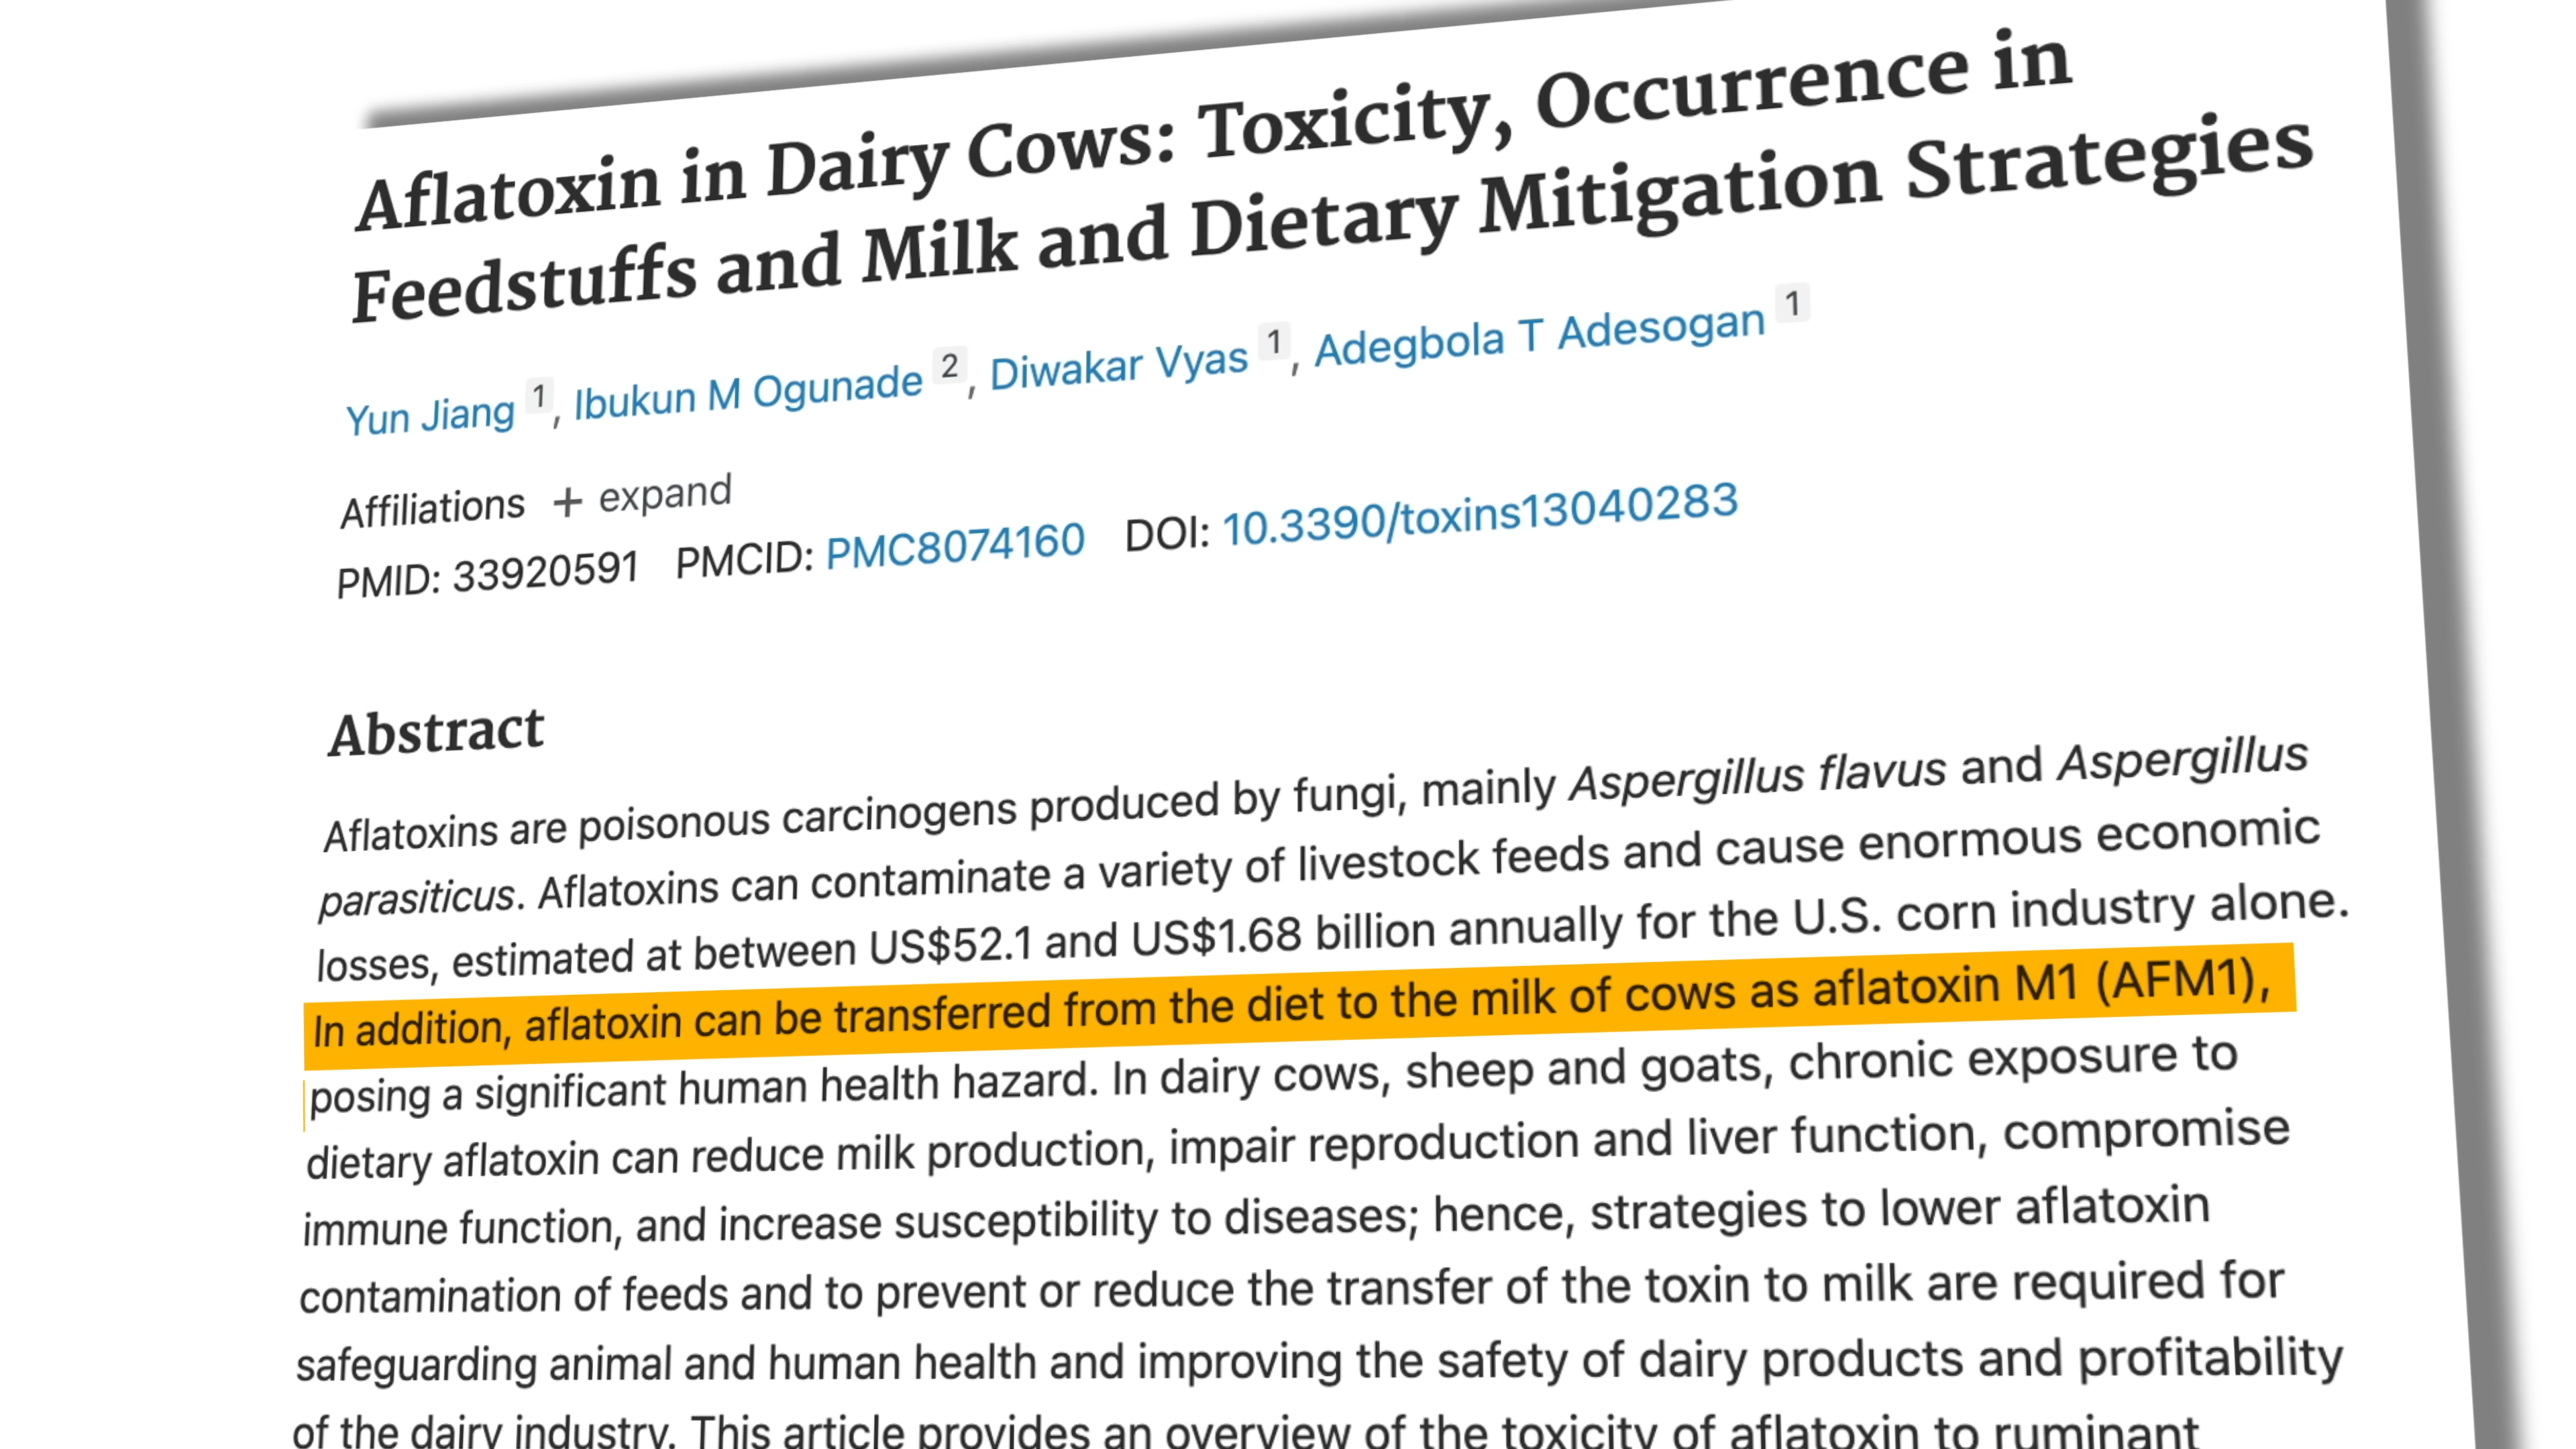 Aflatoxin in Dairy Cows: Toxicity, Occurrence in
Feedstuffs and Milk and Dietary Mitigation Strategies
Yun Jiang 1, Ibukun M Ogunade 2, Diwakar Vyas 1, Adegbola T Adesogan 1
Affiliations + expand
PMID: 33920591 PMCID: PMC8074160 DOI: 10.3390/toxins13040283
Abstract
Aflatoxins are poisonous carcinogens produced by fungi, mainly Aspergillus flavus and Aspergillus
parasiticus. Aflatoxins can contaminate a variety of livestock feeds and cause enormous economic
losses, estimated at between US$52.1 and US$1.68 billion annually for the U.S. corn industry alone.
In addition, aflatoxin can be transferred from the diet to the milk of cows as aflatoxin M1 (AFM1),
posing a significant human health hazard. In dairy cows, sheep and goats, chronic exposure to
dietary aflatoxin can reduce milk production, impair reproduction and liver function, compromise
immune function, and increase susceptibility to diseases; hence, strategies to lower aflatoxin
contamination of feeds and to prevent or reduce the transfer of the toxin to milk are required for
safeguarding animal and human health and improving the safety of dairy products and profitability
of the dairy industry. This article provides an overview of the toxicity of aflatoxin to ruminant